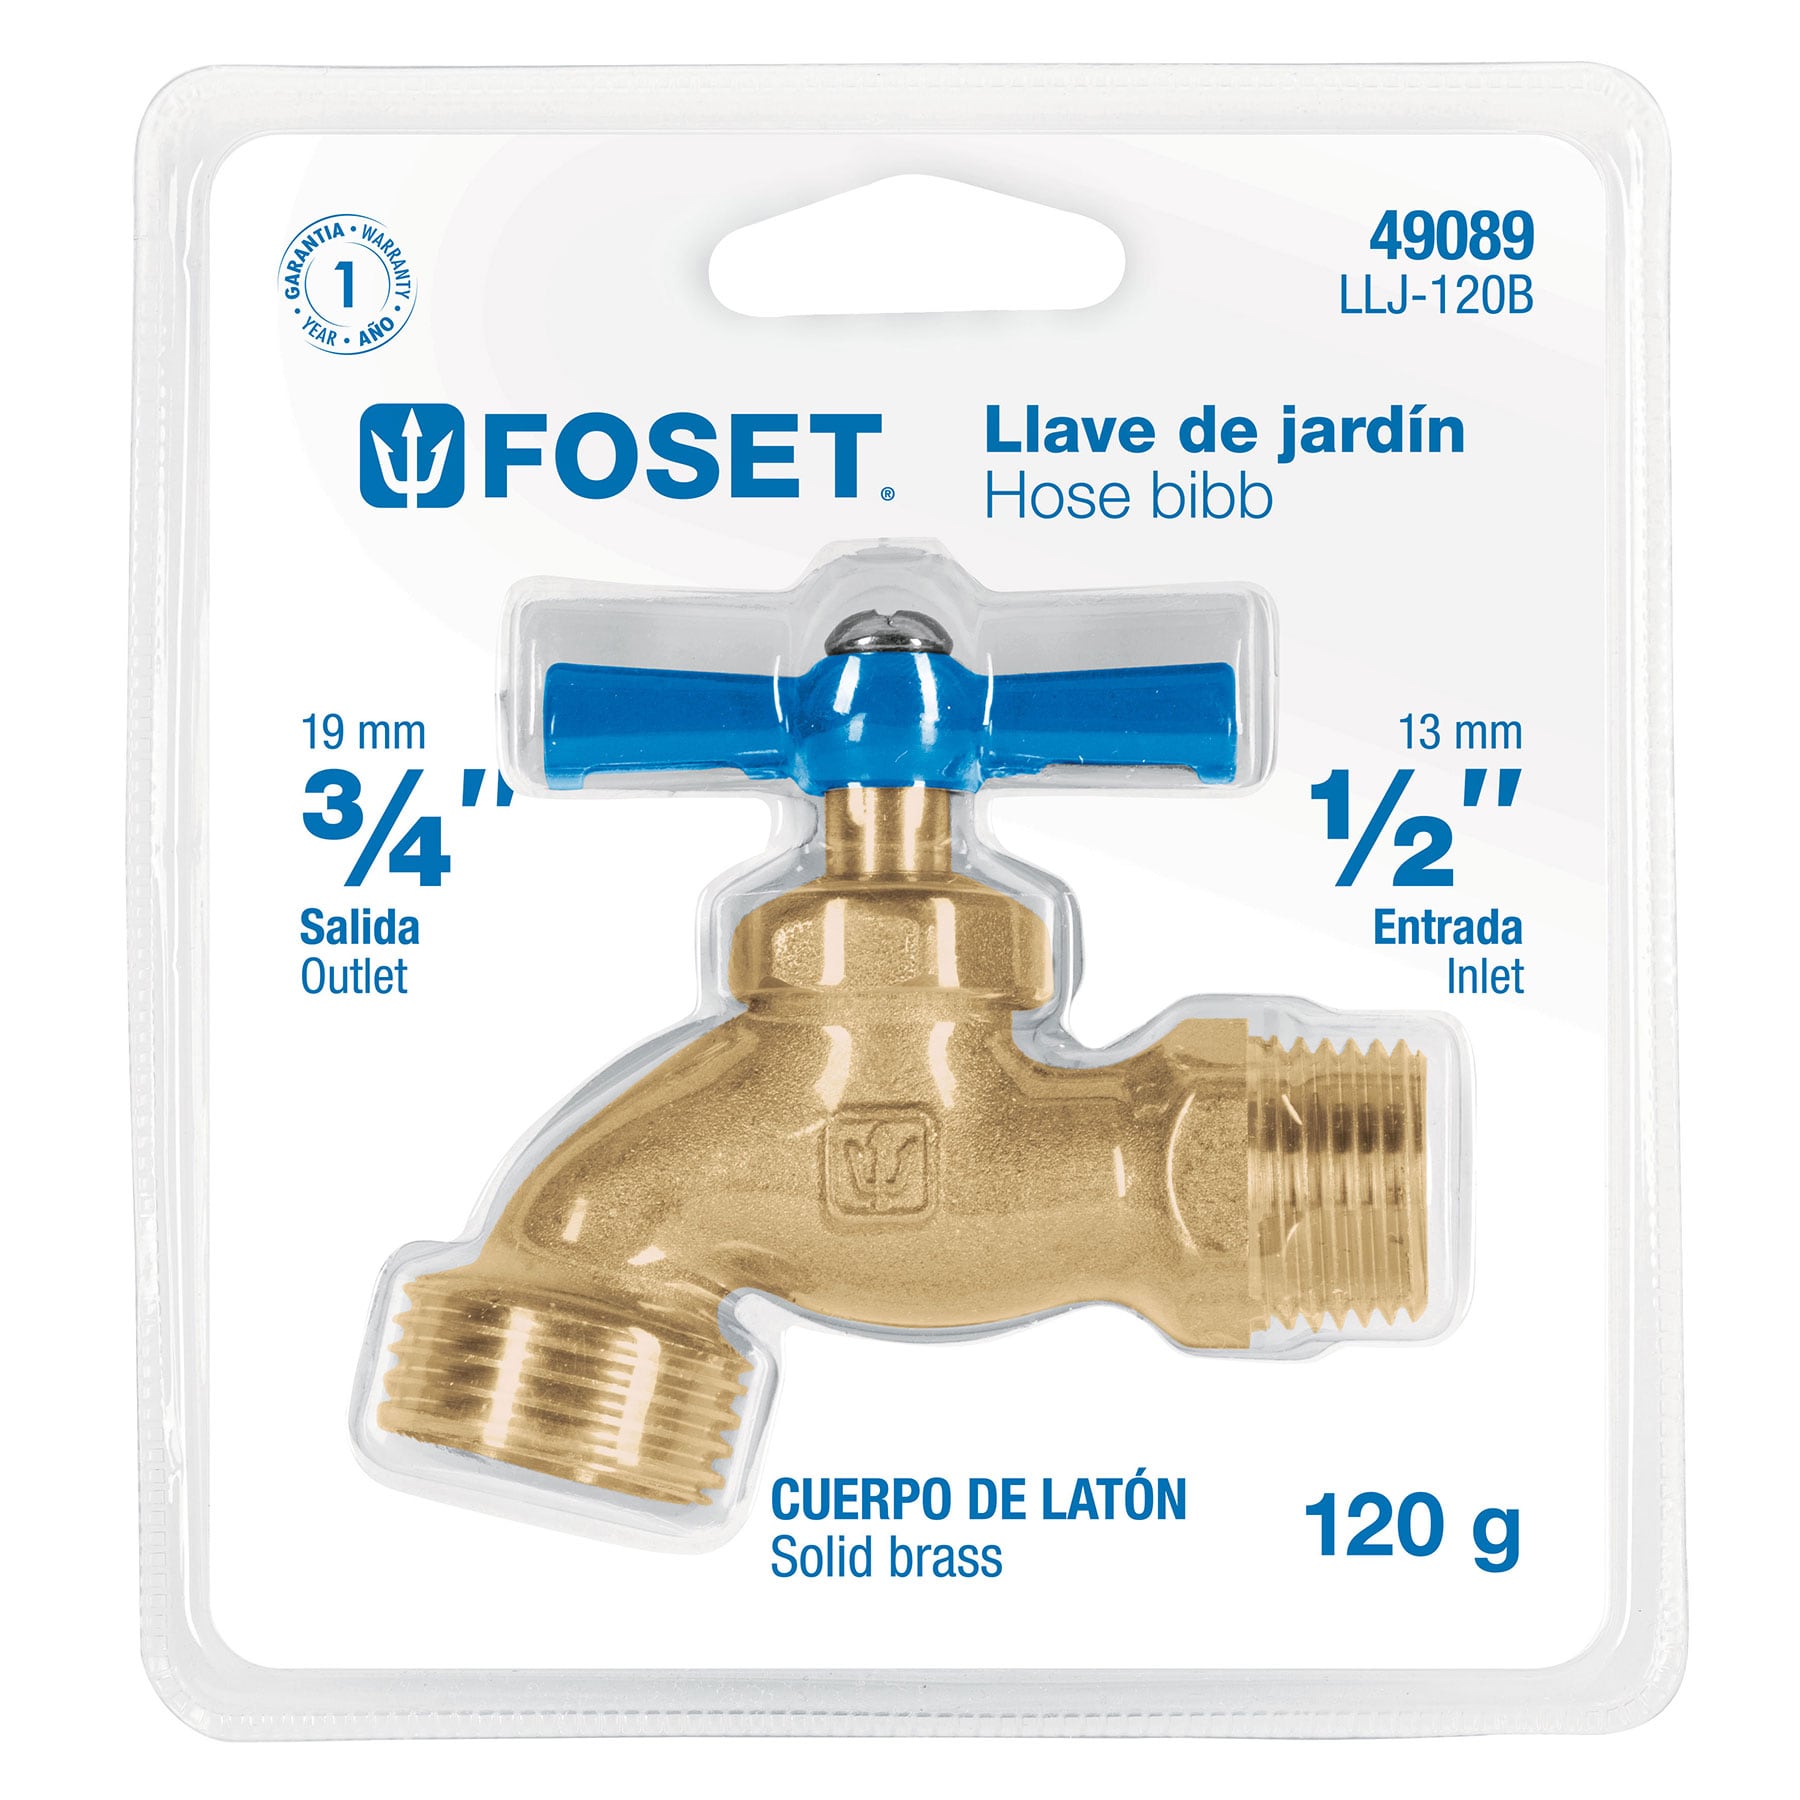 GARANTIA • WARRANTY
1
YEAR • AÑO
49089
LLJ-120B
FOSET®
Llave de jardín
Hose bibb
19 mm
3/4"
Salida
Outlet
13 mm
1/2"
Entrada
Inlet
CUERPO DE LATÓN
Solid brass
120 g